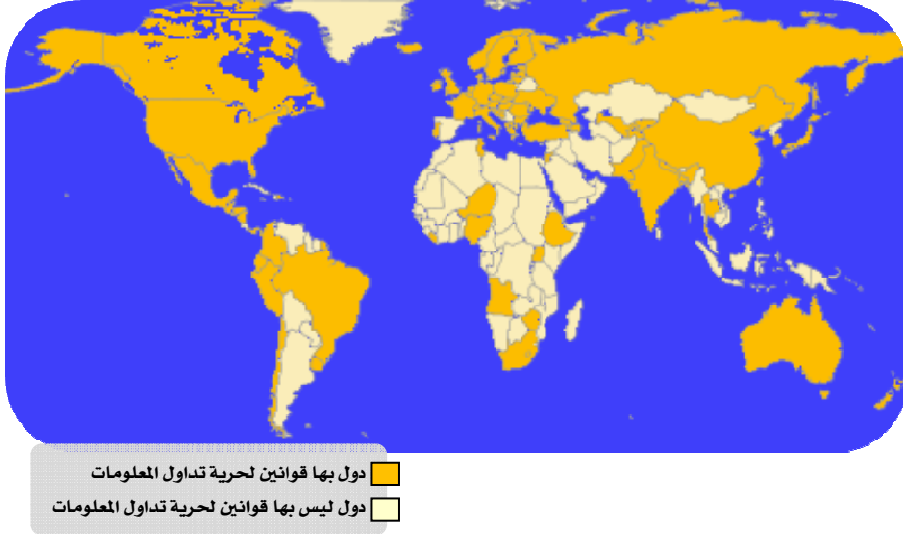 دول بها قوانين لحرية تداول المعلومات
دول ليس بها قوانين لحرية تداول المعلومات